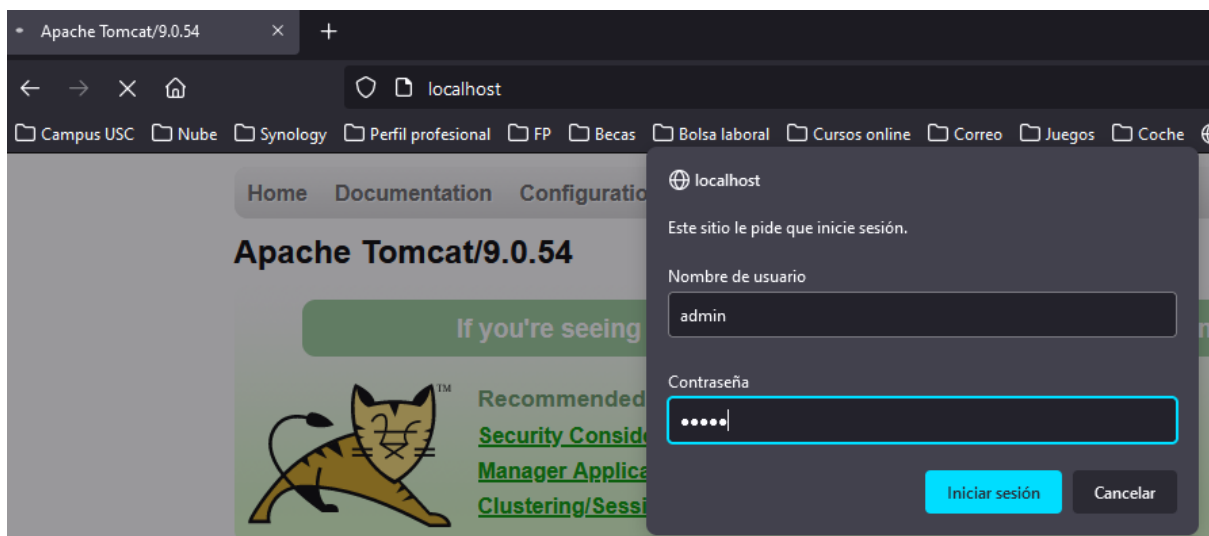 Apache Tomcat/9.0.54
localhost
Campus USC Nube Synology Perfil profesional FP Becas Bolsa laboral Cursos online Correo Juegos Coche
Home Documentation Configuratio
Apache Tomcat/9.0.54
If you're seeing
TM
Recommended
Security Conside
Manager Applica
Clustering/Sessi
localhost
Este sitio le pide que inicie sesión.
Nombre de usuario
admin
Contraseña
•••••
Iniciar sesión Cancelar